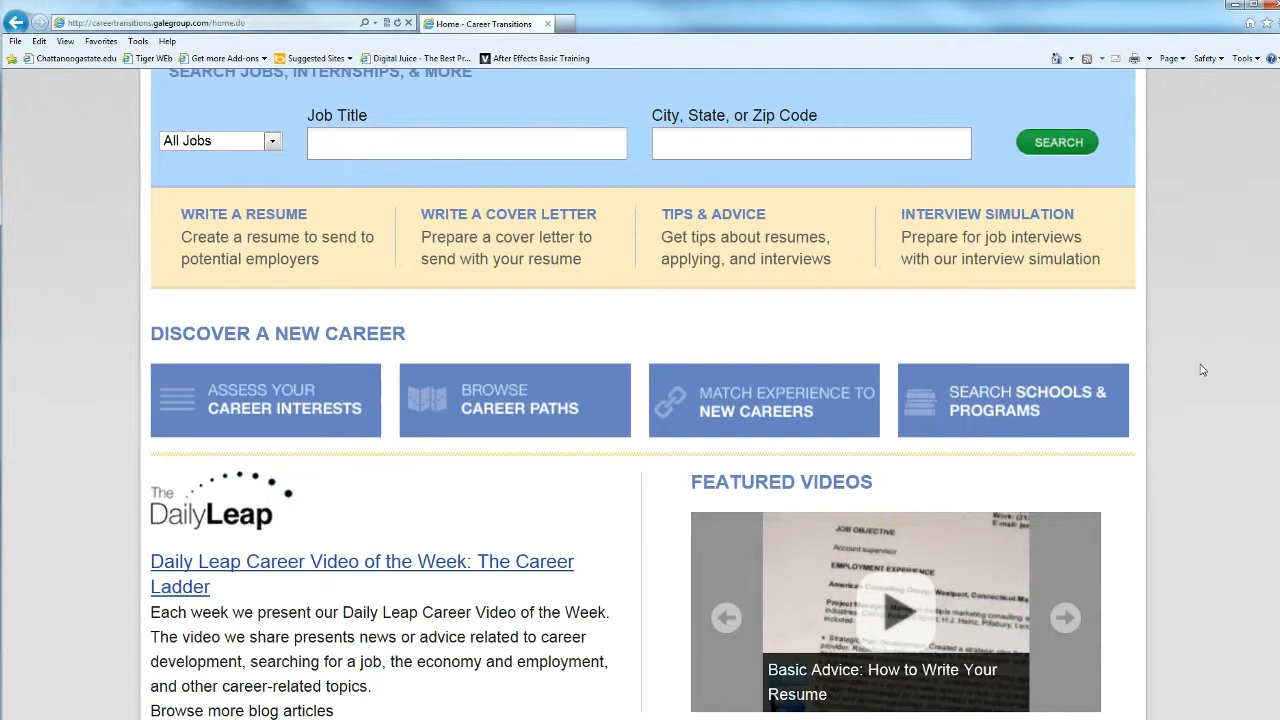 http://careertransitions.galegroup.com/home.do
Home - Career Transitions
File Edit View Favorites Tools Help
Chattanoogastate.edu Tiger WEb Get more Add-ons Suggested Sites Digital Juice - The Best Pr... After Effects Basic Training
Page Safety Tools
SEARCH JOBS, INTERNSHIPS, & MORE
Job Title City, State, or Zip Code
All Jobs SEARCH
WRITE A RESUME
Create a resume to send to
potential employers
WRITE A COVER LETTER
Prepare a cover letter to
send with your resume
TIPS & ADVICE
Get tips about resumes,
applying, and interviews
INTERVIEW SIMULATION
Prepare for job interviews
with our interview simulation
DISCOVER A NEW CAREER
ASSESS YOUR
CAREER INTERESTS
BROWSE
CAREER PATHS
MATCH EXPERIENCE TO
NEW CAREERS
SEARCH SCHOOLS &
PROGRAMS
The
DailyLeap
Daily Leap Career Video of the Week: The Career
Ladder
Each week we share our Daily Leap Career Video of the Week.
The video we share presents news or advice related to career
development, searching for a job, the economy and employment,
and other career-related topics.
Browse more blog articles
FEATURED VIDEOS
JOB OBJECTIVE
Account supervisor
EMPLOYMENT EXPERIENCE
Basic Advice: How to Write Your
Resume